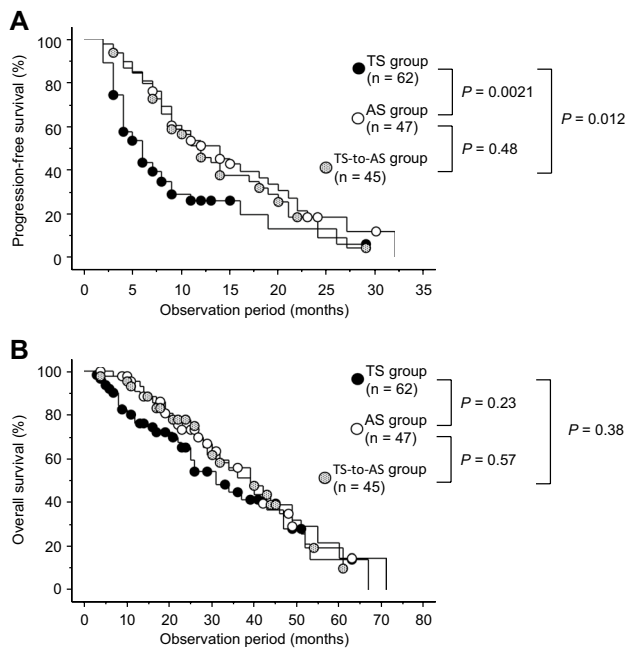 A
Progression-free survival (%)
100
80
60
40
20
0
0 5 10 15 20 25 30 35
Observation period (months)
TS group
(n = 62)
AS group
(n = 47)
TS-to-AS group
(n = 45)
P = 0.0021
P = 0.48
P = 0.012
B
Overall survival (%)
100
80
60
40
20
0
0 10 20 30 40 50 60 70 80
Observation period (months)
TS group
(n = 62)
AS group
(n = 47)
TS-to-AS group
(n = 45)
P = 0.23
P = 0.57
P = 0.38